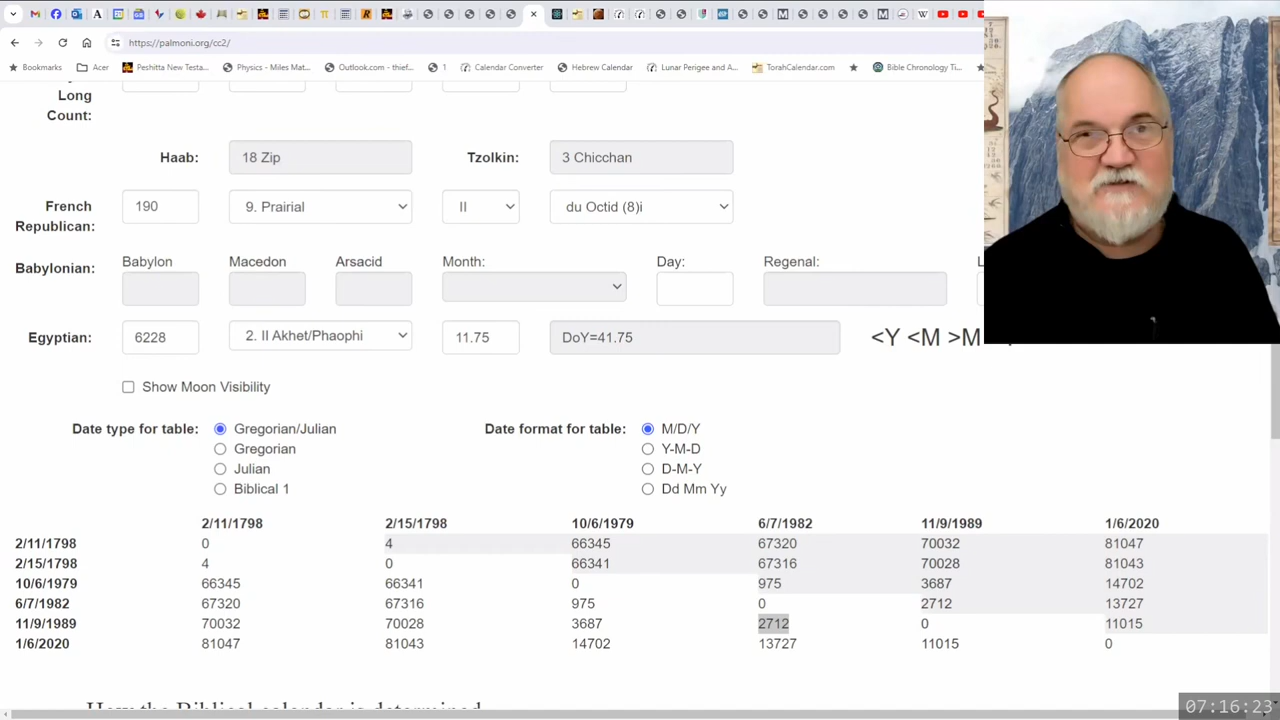 https://palmoni.org/cc2/
Bookmarks Acer Peshitta New Testa... Physics - Miles Mat... Outlook.com - thief... 1 Calendar Converter Hebrew Calendar Lunar Perigee and A... TorahCalendar.com Bible Chronology Ti...
Long
Count:
Haab: 18 Zip Tzolkin: 3 Chicchan
French
Republican: 190 9. Prairial II du Octid (8)i
Babylonian: Babylon Macedon Arsacid Month: Day: Regenal:
Egyptian: 6228 2. II Akhet/Phaophi 11.75 DoY=41.75 <Y <M >M
Show Moon Visibility
Date type for table: Gregorian/Julian Date format for table: M/D/Y
Gregorian Y-M-D
Julian D-M-Y
Biblical 1 Dd Mm Yy
2/11/1798 2/15/1798 10/6/1979 6/7/1982 11/9/1989 1/6/2020
2/11/1798 0 4 66345 67320 70032 81047
2/15/1798 4 0 66341 67316 70028 81043
10/6/1979 66345 66341 0 975 3687 14702
6/7/1982 67320 67316 975 0 2712 13727
11/9/1989 70032 70028 3687 2712 0 11015
1/6/2020 81047 81043 14702 13727 11015 0
How the Biblical calendar is determined
07:16:23